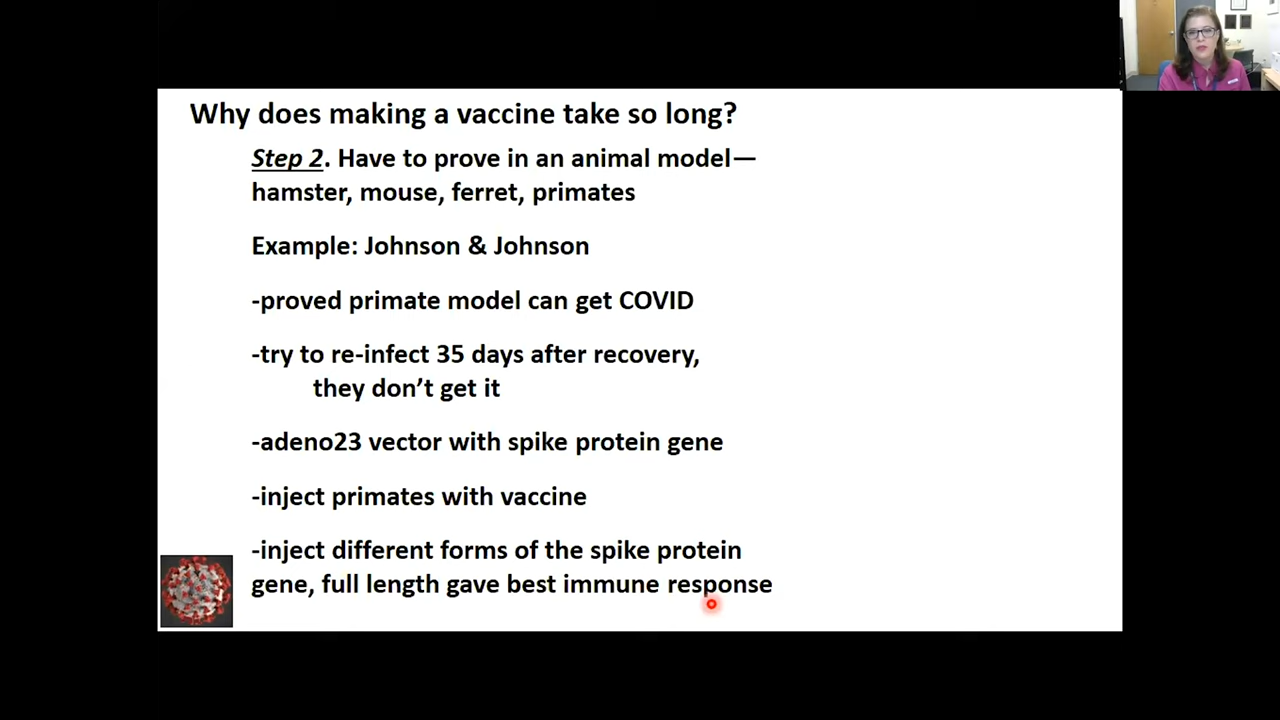 Why does making a vaccine take so long?
Step 2. Have to prove in an animal model—
hamster, mouse, ferret, primates
Example: Johnson & Johnson
-proved primate model can get COVID
-try to re-infect 35 days after recovery,
they don’t get it
-adeno23 vector with spike protein gene
-inject primates with vaccine
-inject different forms of the spike protein
gene, full length gave best immune response